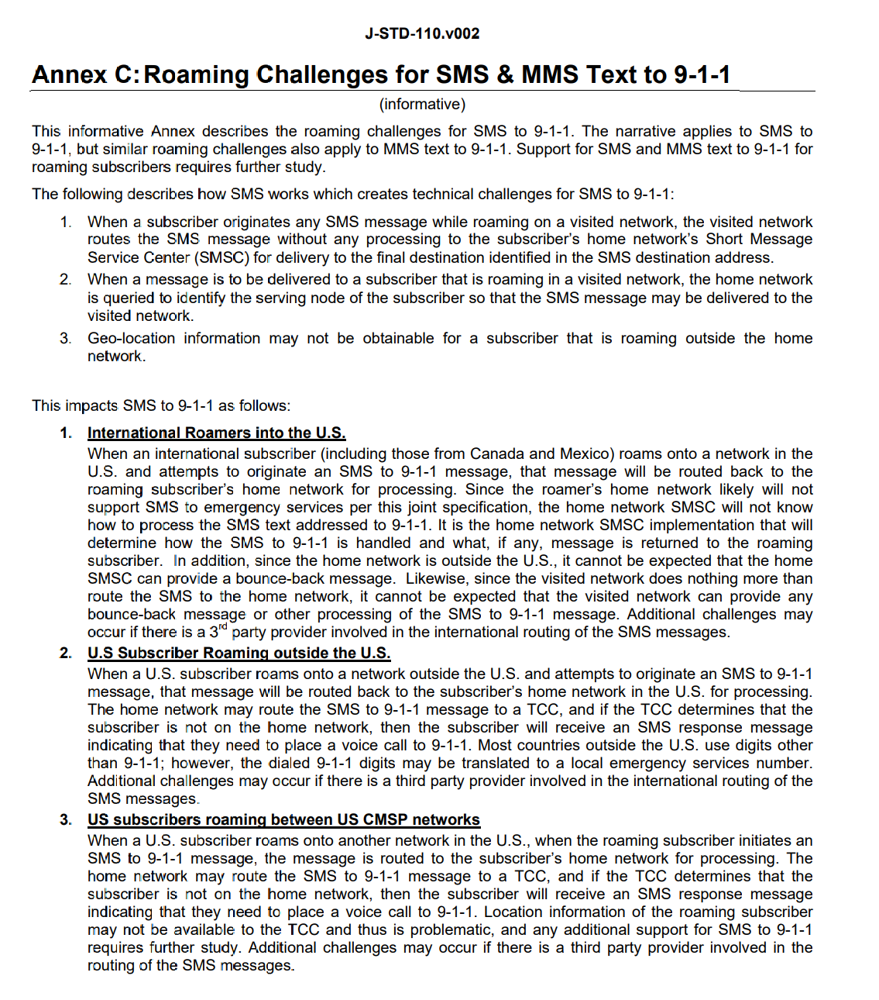 J-STD-110.v002
Annex C: Roaming Challenges for SMS & MMS Text to 9-1-1
(informative)
This informative Annex describes the roaming challenges for SMS to 9-1-1. The narrative applies to SMS to
9-1-1, but similar roaming challenges also apply to MMS text to 9-1-1. Support for SMS and MMS text to 9-1-1 for
roaming subscribers requires further study.
The following describes how SMS works which creates technical challenges for SMS to 9-1-1:
1. When a subscriber originates any SMS message while roaming on a visited network, the visited network
routes the SMS message without any processing to the subscriber's home network's Short Message
Service Center (SMSC) for delivery to the final destination identified in the SMS destination address.
2. When a message is to be delivered to a subscriber that is roaming in a visited network, the home network
is queried to identify the serving node of the subscriber so that the SMS message may be delivered to the
visited network.
3. Geo-location information may not be obtainable for a subscriber that is roaming outside the home
network.
This impacts SMS to 9-1-1 as follows:
1. International Roamers into the U.S.
When an international subscriber (including those from Canada and Mexico) roams onto a network in the
U.S. and attempts to originate an SMS to 9-1-1 message, that message will be routed back to the
roaming subscriber's home network for processing. Since the roamer's home network likely will not
support SMS to emergency services per this joint specification, the home network SMSC will not know
how to process the SMS text addressed to 9-1-1. It is the home network SMSC implementation that will
determine how the SMS to 9-1-1 is handled and what, if any, message is returned to the roaming
subscriber. In addition, since the home network is outside the U.S., it cannot be expected that the home
SMSC can provide a bounce-back message. Likewise, since the visited network does nothing more than
route the SMS to the home network, it cannot be expected that the visited network can provide any
bounce-back message or other processing of the SMS to 9-1-1 message. Additional challenges may
occur if there is a 3rd party provider involved in the international routing of the SMS messages.
2. U.S Subscriber Roaming outside the U.S.
When a U.S. subscriber roams onto a network outside the U.S. and attempts to originate an SMS to 9-1-1
message, that message will be routed back to the subscriber's home network in the U.S. for processing.
The home network may route the SMS to 9-1-1 message to a TCC, and if the TCC determines that the
subscriber is not on the home network, then the subscriber will receive an SMS response message
indicating that they need to place a voice call to 9-1-1. Most countries outside the U.S. use digits other
than 9-1-1; however, the dialed 9-1-1 digits may be translated to a local emergency services number.
Additional challenges may occur if there is a third party provider involved in the international routing of the
SMS messages.
3. US subscribers roaming between US CMSP networks
When a U.S. subscriber roams onto another network in the U.S., when the roaming subscriber initiates an
SMS to 9-1-1 message, the message is routed to the subscriber's home network for processing. The
home network may route the SMS to 9-1-1 message to a TCC, and if the TCC determines that the
subscriber is not on the home network, then the subscriber will receive an SMS response message
indicating that they need to place a voice call to 9-1-1. Location information of the roaming subscriber
may not be available to the TCC and thus is problematic, and any additional support for SMS to 9-1-1
requires further study. Additional challenges may occur if there is a third party provider involved in the
routing of the SMS messages.